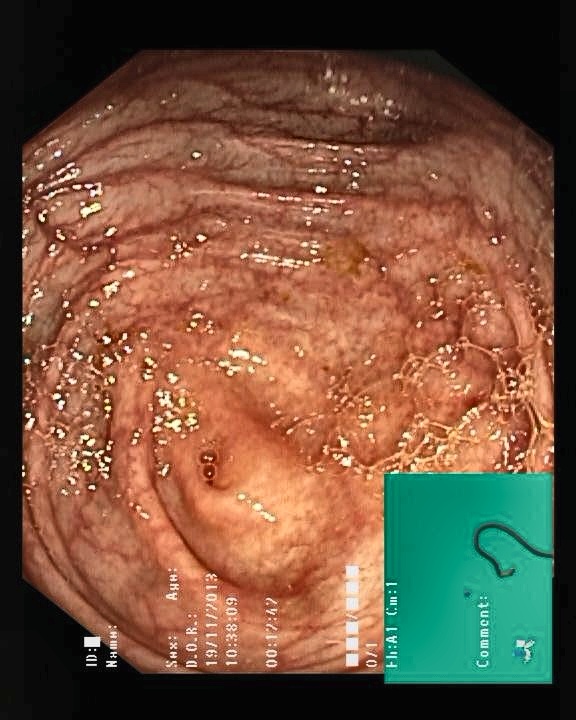 ID:
Name:
Sex: Age:
D.O.B.:
19/11/2013
10:38:09
00:12:42
0/1
Eh:A1 Cm:1
Comment: